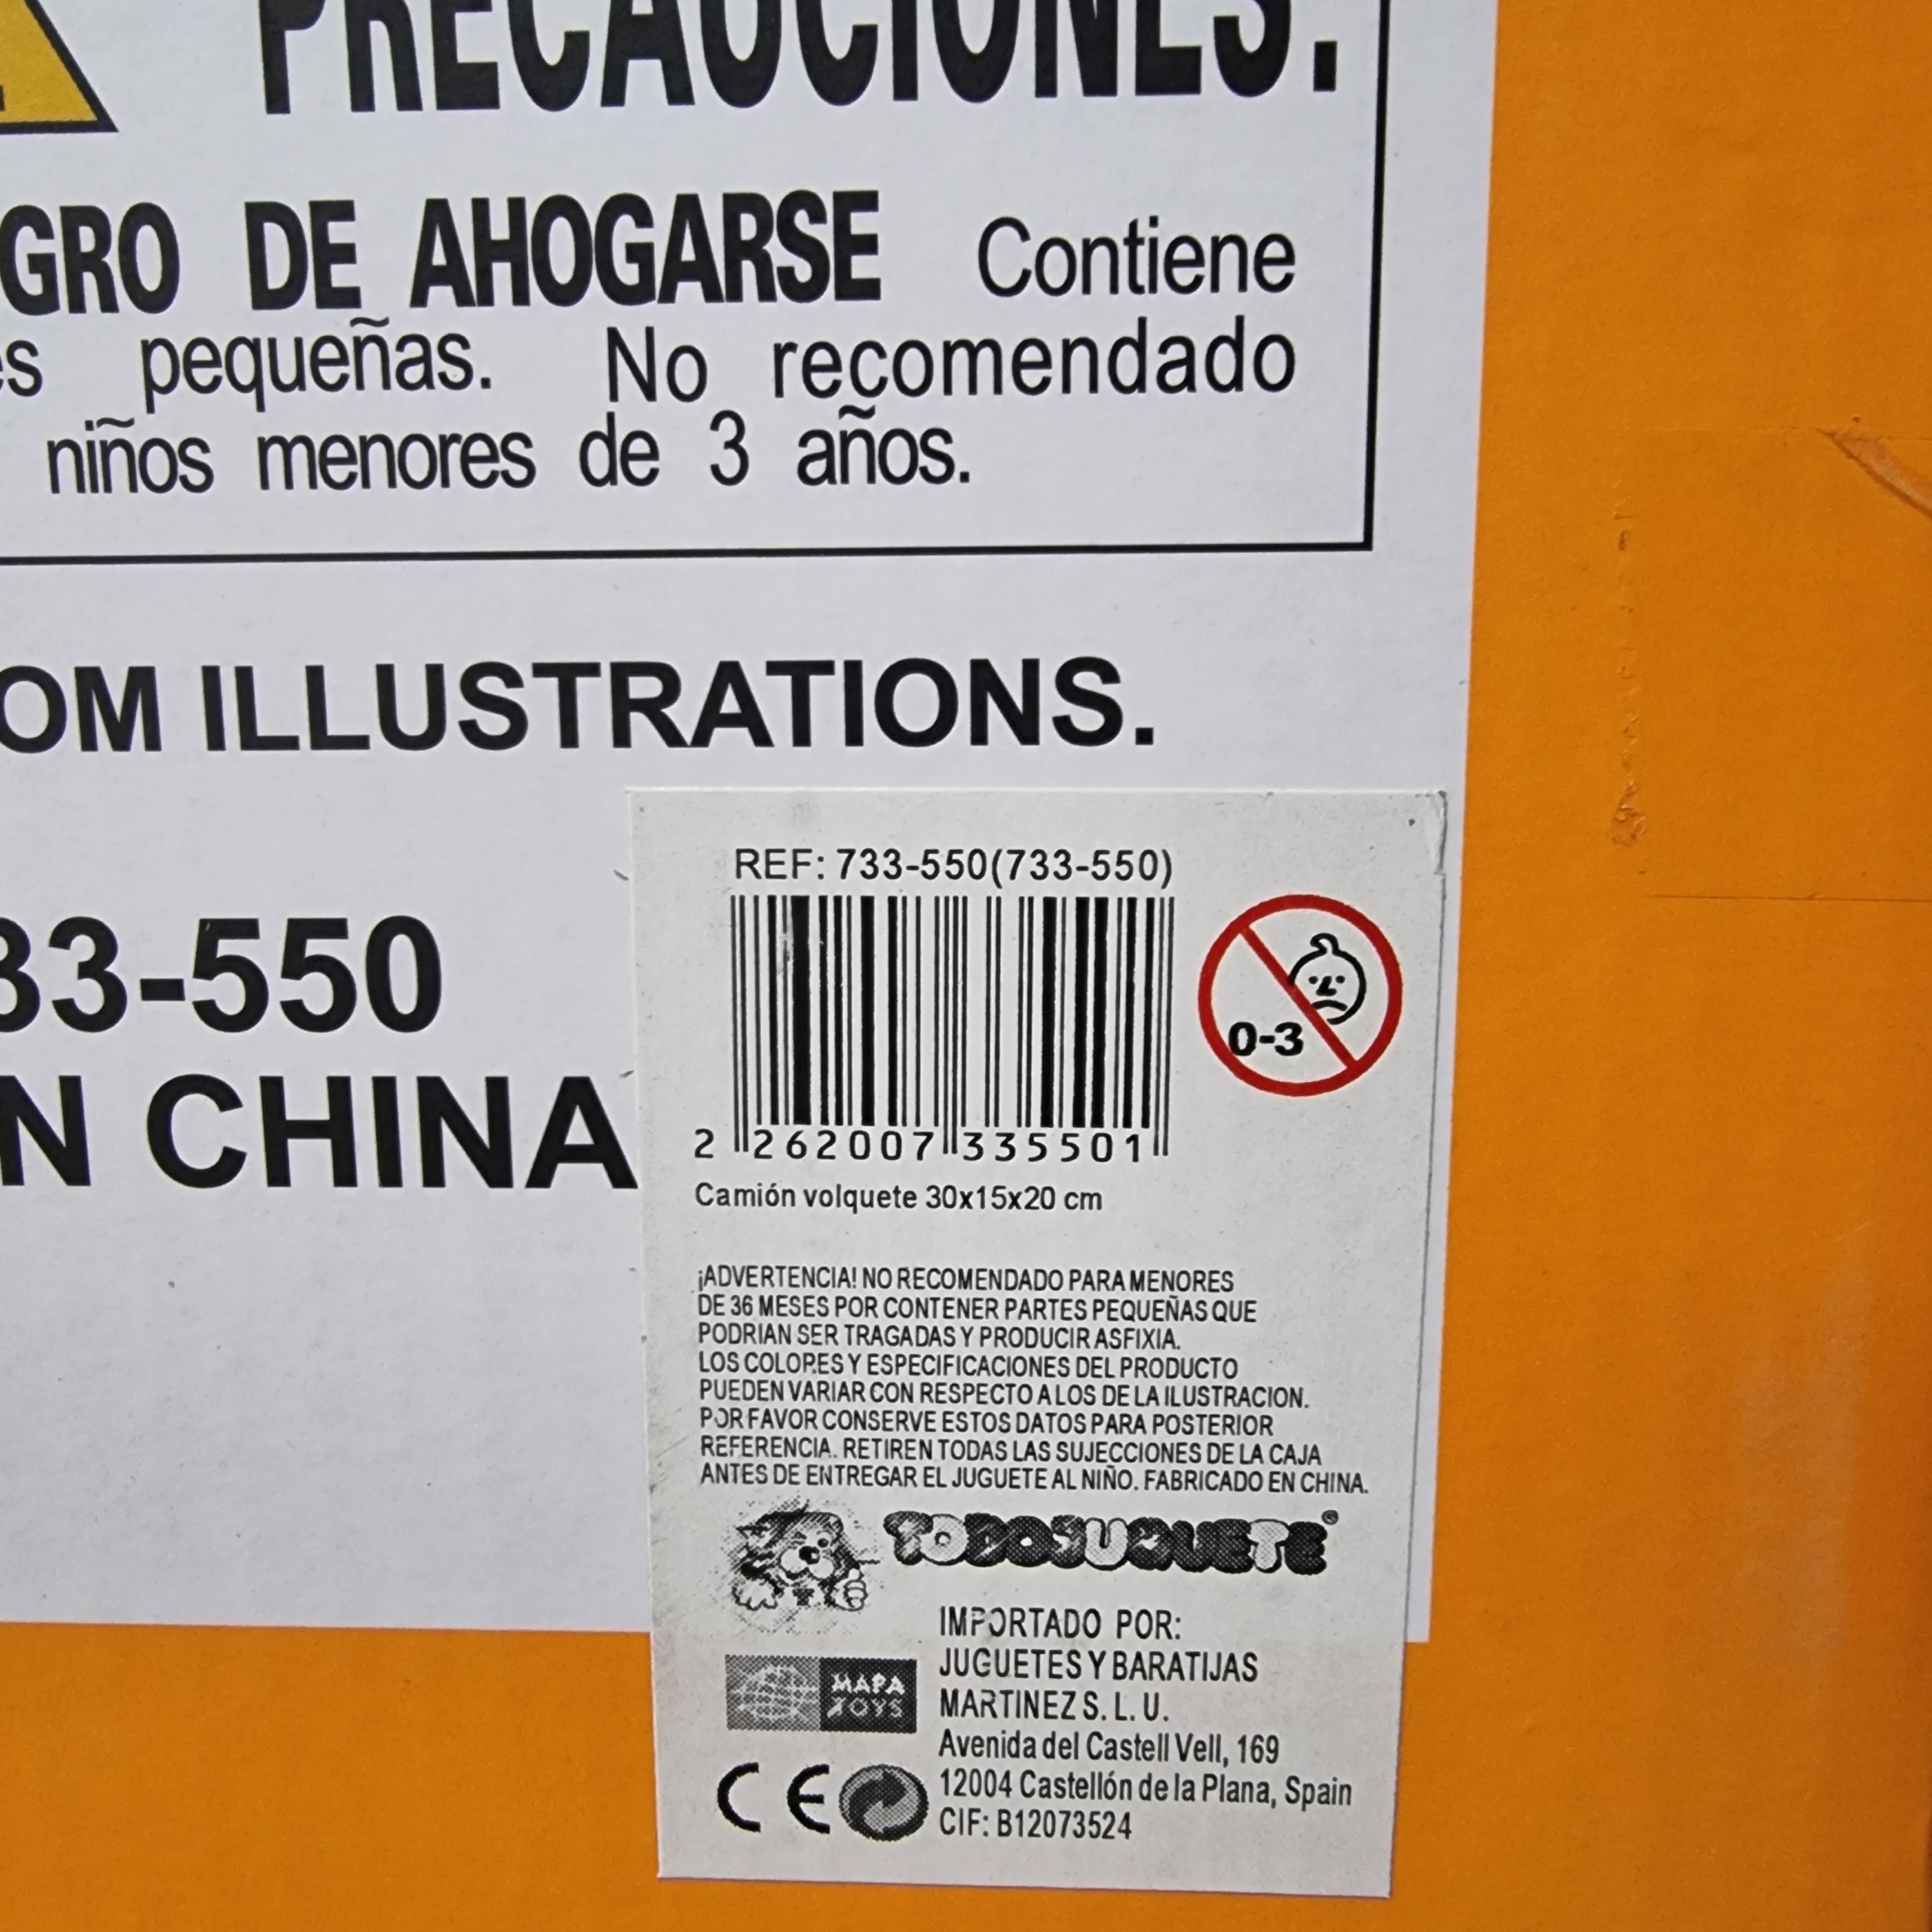 PRECAUCIONES:
GRO DE AHOGARSE Contiene
es pequeñas. No recomendado
niños menores de 3 años.
OM ILLUSTRATIONS.
33-550
N CHINA
REF: 733-550(733-550)
0-3
2 262007 335501
Camión volquete 30x15x20 cm
¡ADVERTENCIA! NO RECOMENDADO PARA MENORES
DE 36 MESES POR CONTENER PARTES PEQUEÑAS QUE
PODRIAN SER TRAGADAS Y PRODUCIR ASFIXIA.
LOS COLORES Y ESPECIFICACIONES DEL PRODUCTO
PUEDEN VARIAR CON RESPECTO A LOS DE LA ILUSTRACION.
POR FAVOR CONSERVE ESTOS DATOS PARA POSTERIOR
REFERENCIA. RETIREN TODAS LAS SUJECCIONES DE LA CAJA
ANTES DE ENTREGAR EL JUGUETE AL NIÑO. FABRICADO EN CHINA.
TODOJUGUETE
IMPORTADO POR:
JUGUETES Y BARATIJAS
MARTINEZ S. L. U.
Avenida del Castell Vell, 169
12004 Castellón de la Plana, Spain
CIF: B12073524
MAPA
TOYS
CE